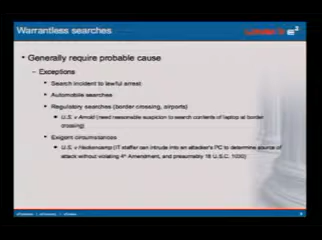 Warrantless searches
• Generally require probable cause
– Exceptions
• Search incident to lawful arrest
• Automobile searches
• Regulatory searches (border crossing, airports)
• U.S. v Arnold (need reasonable suspicion to search contents of laptop at border
crossing)
• Exigent circumstances
• U.S. v Heckencamp (IT staffer can intrude into an attacker's PC to determine source of
attack without violating 4th Amendment, and presumably 18 U.S.C. 1030)